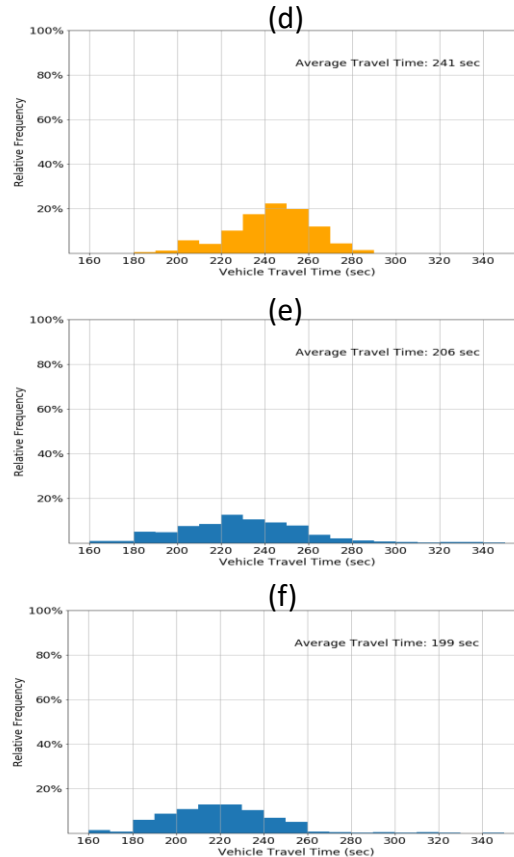 (d)
100%
Average Travel Time: 241 sec
80%
60%
40%
20%
Relative Frequency
160 180 200 220 240 260 280 300 320 340
Vehicle Travel Time (sec)
(e)
100%
Average Travel Time: 206 sec
80%
60%
40%
20%
Relative Frequency
160 180 200 220 240 260 280 300 320 340
Vehicle Travel Time (sec)
(f)
100%
Average Travel Time: 199 sec
80%
60%
40%
20%
Relative Frequency
160 180 200 220 240 260 280 300 320 340
Vehicle Travel Time (sec)